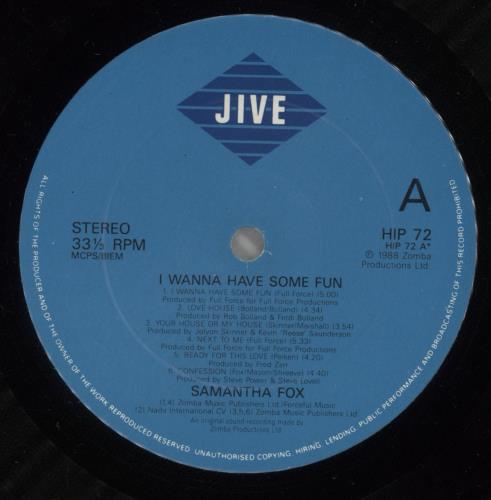 JIVE
A
STEREO
33⅓ RPM
MCPS/BIEM
HIP 72
HIP 72 A*
℗ 1988 Zomba
Productions Ltd.
I WANNA HAVE SOME FUN
1. I WANNA HAVE SOME FUN (Full Force) (5.00)
Produced by Full Force for Full Force Productions
2. LOVE HOUSE (Bolland/Bolland) (4.34)
Produced by Rob Bolland & Ferdi Bolland
3. YOUR HOUSE OR MY HOUSE (Skinner/Marshall) (3.54)
Produced by Jolyon Skinner & Kevin "Reese" Saunderson
4. NEXT TO ME (Full Force) (5.33)
Produced by Full Force for Full Force Productions
5. READY FOR THIS LOVE (Perken) (4.20)
Produced by Fred Zarr
6. CONFESSION (Fox/Mason/Shreeve) (4.40)
Produced by Steve Power & Steve Lovell
SAMANTHA FOX
(1,4) Zomba Music Publishers Ltd./Forceful Music
(2) Nada International CV (3,5,6) Zomba Music Publishers Ltd
An original sound recording made by
Zomba Productions Ltd
ALL RIGHTS OF THE PRODUCER AND OF THE OWNER OF THE WORK REPRODUCED RESERVED. UNAUTHORISED COPYING, HIRING, LENDING, PUBLIC PERFORMANCE AND BROADCASTING OF THIS RECORD PROHIBITED